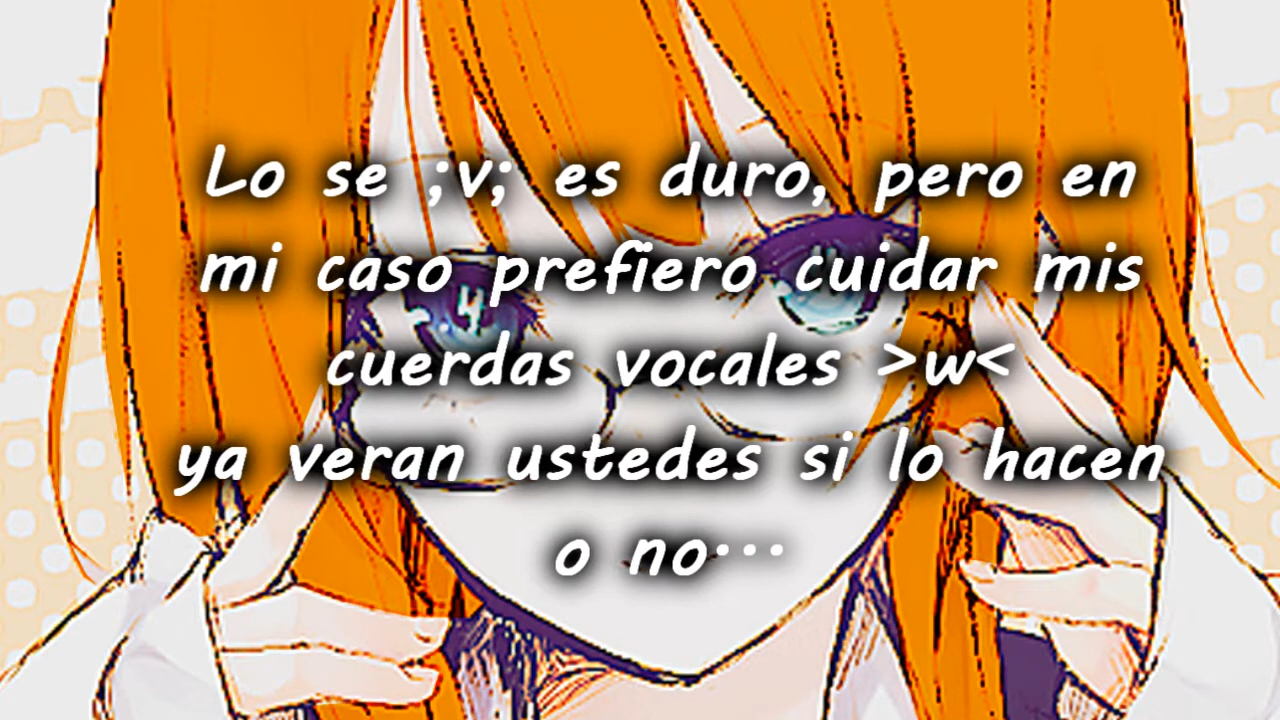 Lo se ;v; es duro, pero en
mi caso prefiero cuidar mis
cuerdas vocales >w<
ya veran ustedes si lo hacen
o no···